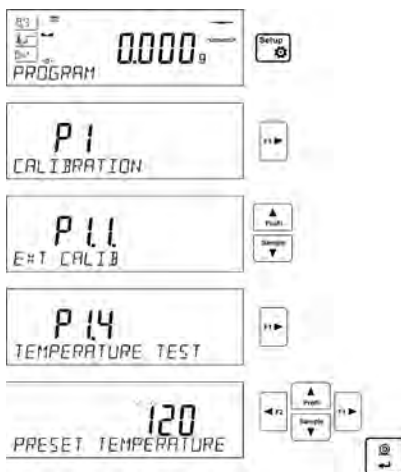 0.000 g
Setup
PROGRAM
P1
F1
CALIBRATION
P1.1.
Profil
Sample
EXT CALIB
P1.4
F1
TEMPERATURE TEST
120
F2
Profil
Sample
F1
PRESET TEMPERATURE